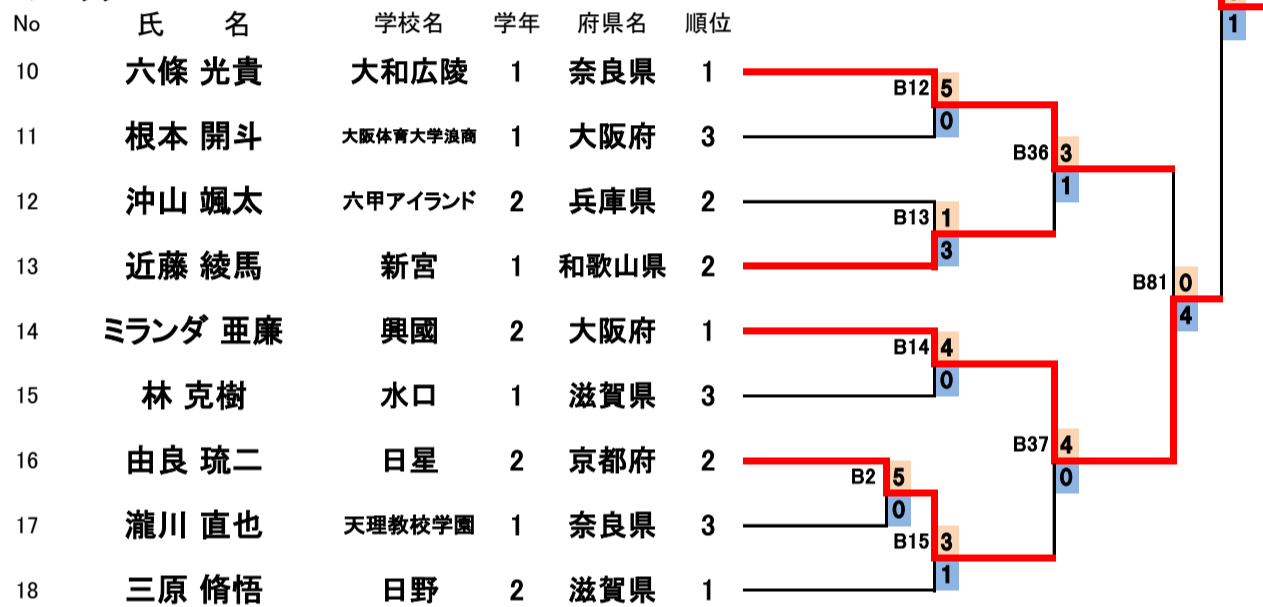 1
No 氏 名 学校名 学年 府県名 順位
10 六條 光貴 大和広陵 1 奈良県 1
B12 5
0
11 根本 開斗 大阪体育大学浪商 1 大阪府 3
B36 3
1
12 沖山 颯太 六甲アイランド 2 兵庫県 2
B13 1
3
13 近藤 綾馬 新宮 1 和歌山県 2
B81 0
4
14 ミランダ 亜廉 興國 2 大阪府 1
B14 4
0
15 林 克樹 水口 1 滋賀県 3
B37 4
0
16 由良 琉二 日星 2 京都府 2
B2 5
0
17 瀧川 直也 天理教校学園 1 奈良県 3
B15 3
1
18 三原 脩悟 日野 2 滋賀県 1